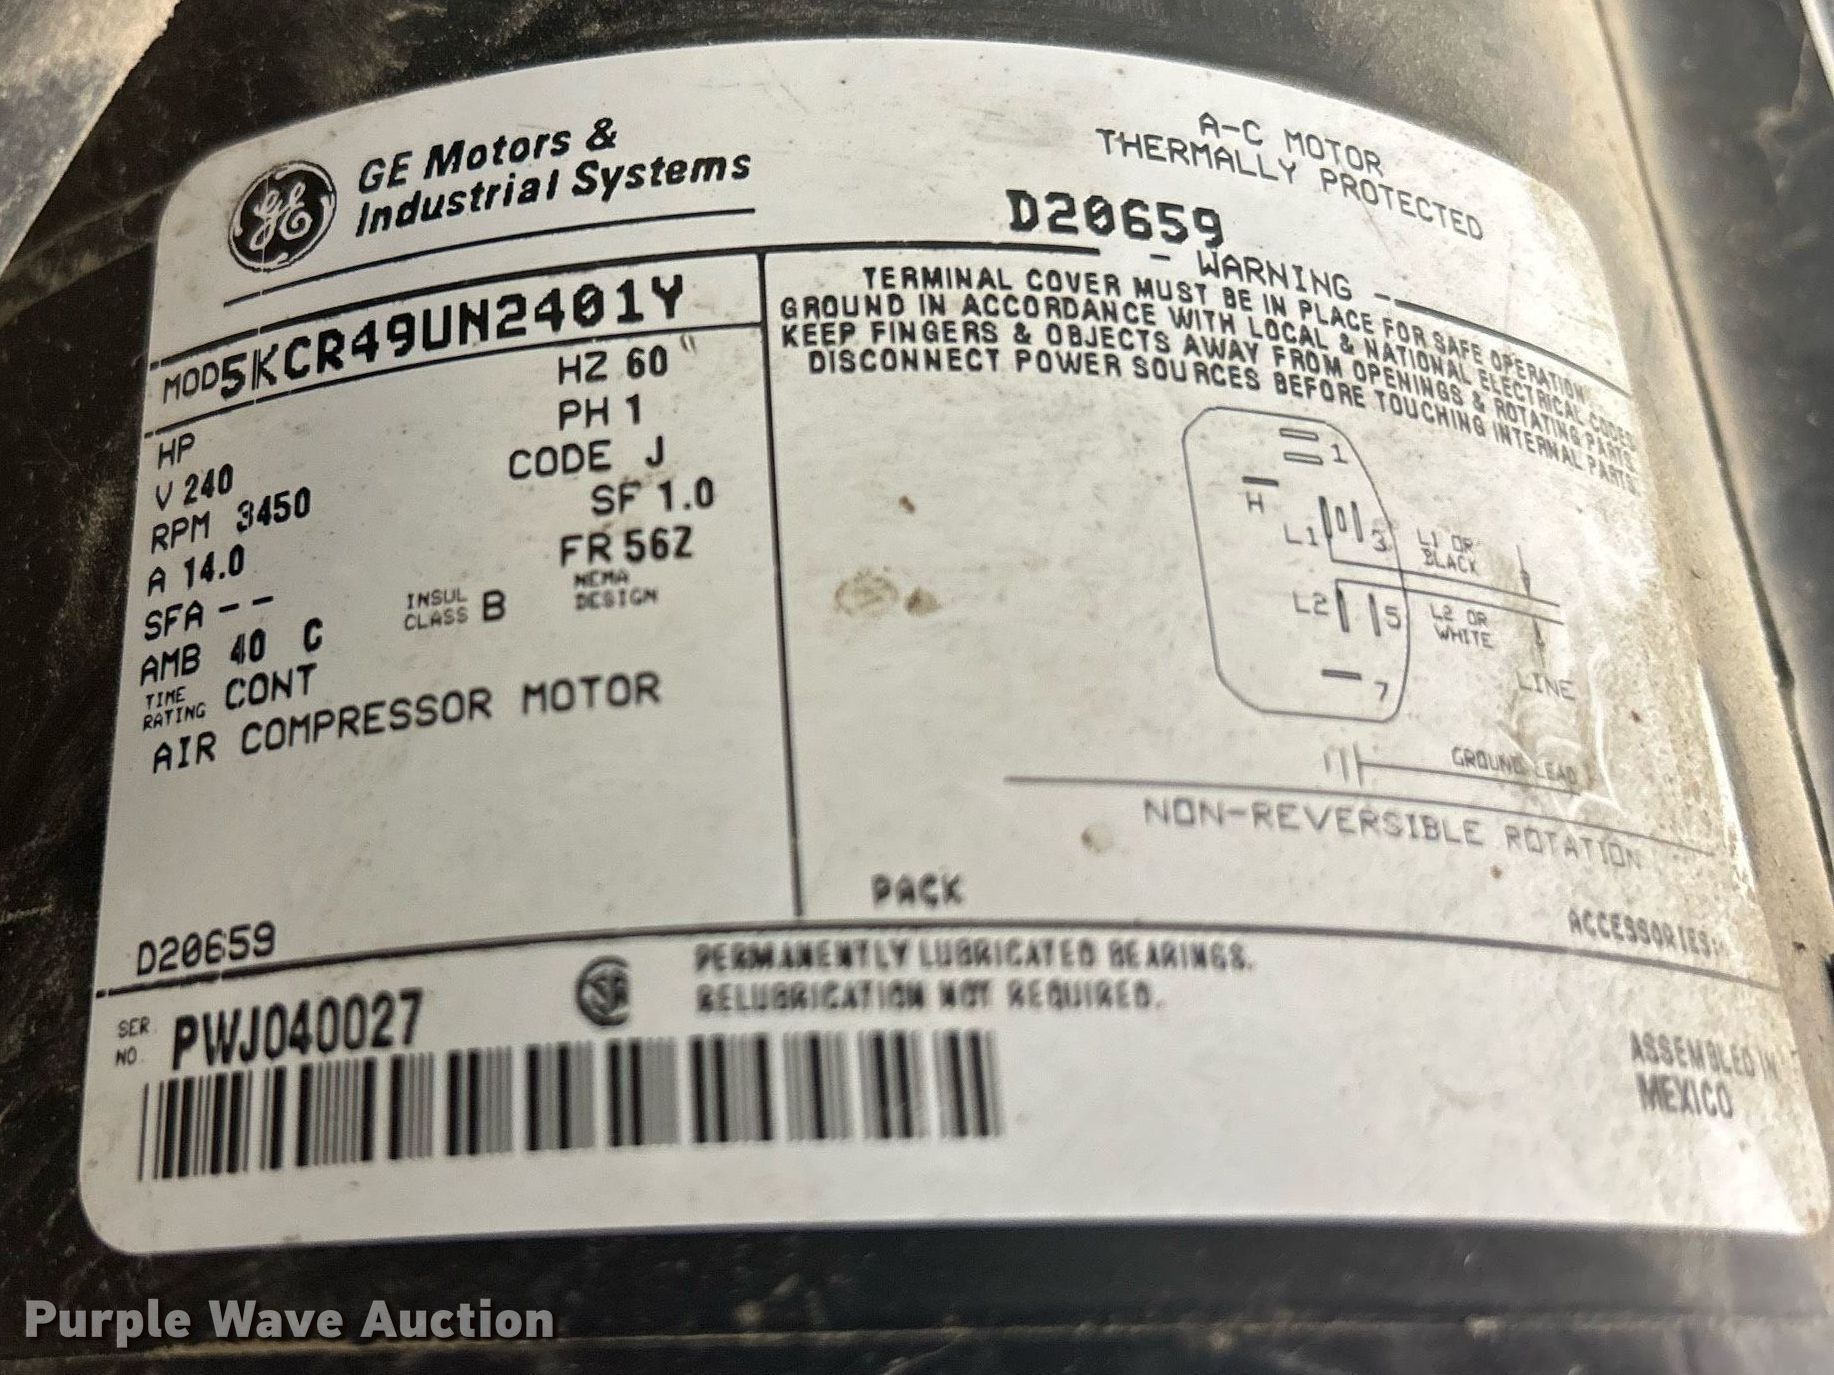 GE
GE Motors &
Industrial Systems
A-C MOTOR
THERMALLY PROTECTED
D20659
MOD 5KCR49UN2401Y
HP
HZ 60
V 240
PH 1
RPM 3450
CODE J
A 14.0
SF 1.0
SFA --
FR 56Z
AMB 40 C
INSUL CLASS B
NEMA DESIGN
TIME RATING CONT
AIR COMPRESSOR MOTOR
D20659
- WARNING -
TERMINAL COVER MUST BE IN PLACE FOR SAFE OPERATION
GROUND IN ACCORDANCE WITH LOCAL & NATIONAL ELECTRICAL CODES
KEEP FINGERS & OBJECTS AWAY FROM OPENINGS & ROTATING PARTS
DISCONNECT POWER SOURCES BEFORE TOUCHING INTERNAL PARTS
1
H
L1
3
L1 OR
BLACK
L2
5
L2 OR
WHITE
7
LINE
GROUND LEAD
NON-REVERSIBLE ROTATION
PACK
ACCESSORIES:
SER. NO. PWJ040027
PERMANENTLY LUBRICATED BEARINGS.
RELUBRICATION NOT REQUIRED.
ASSEMBLED IN
MEXICO
Purple Wave Auction